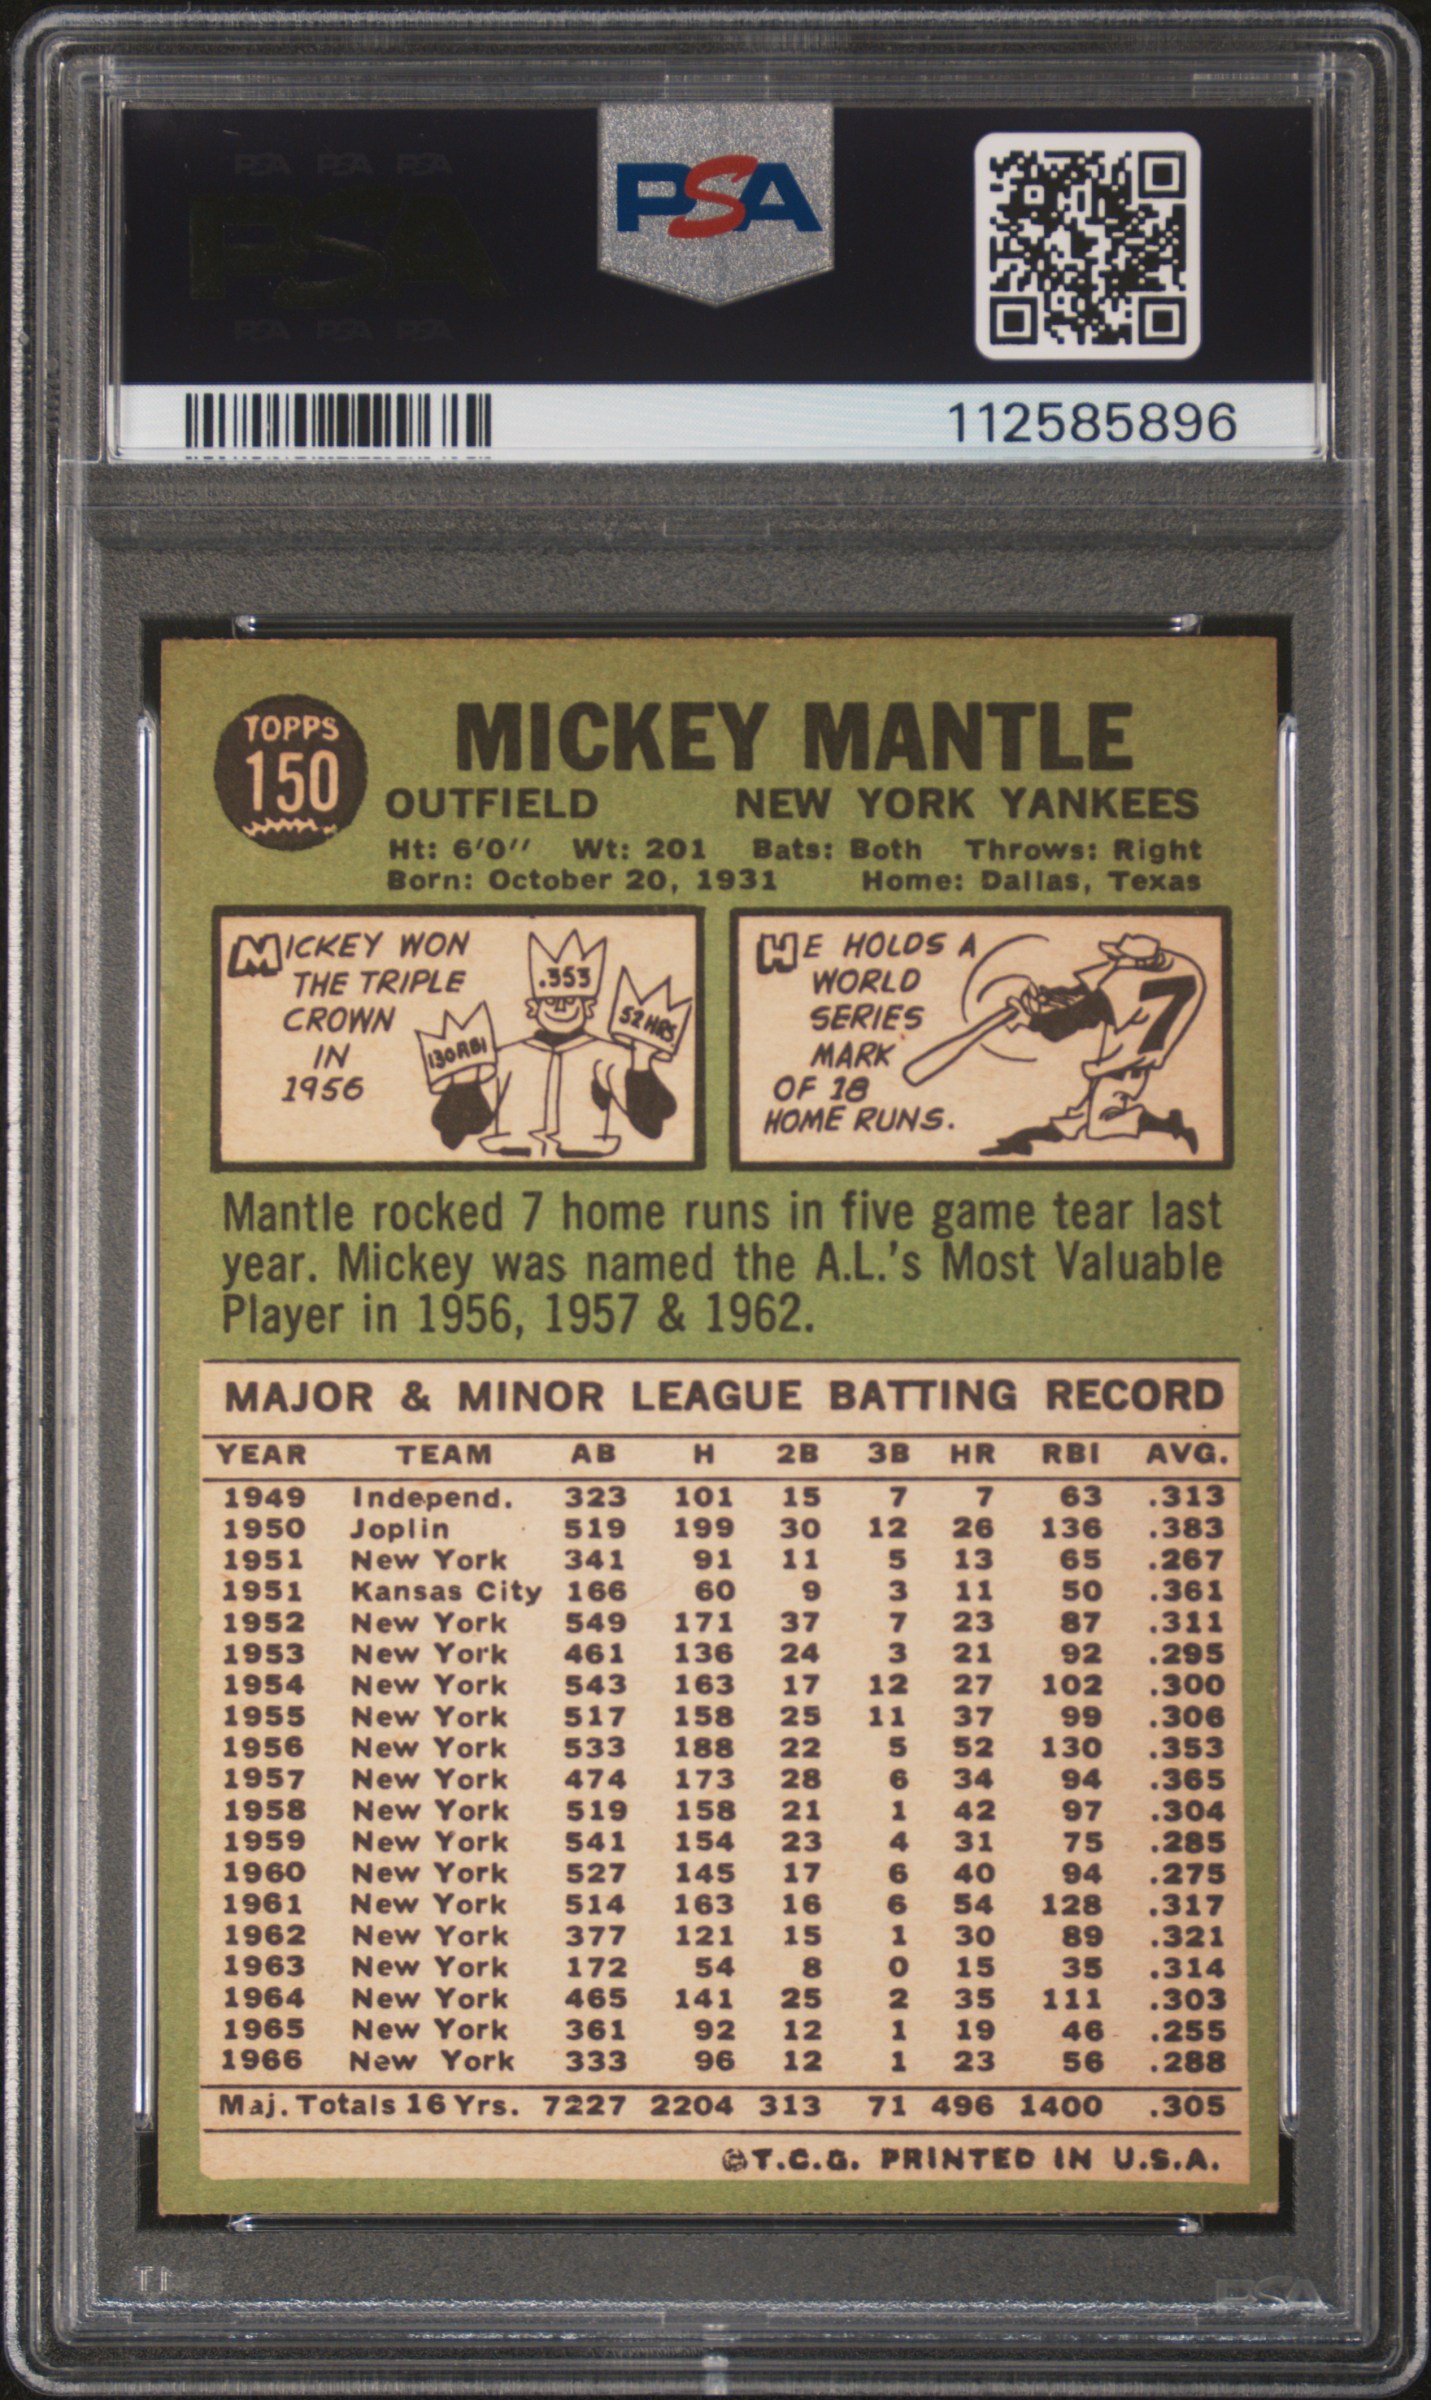 PSA PSA PSA
PSA
PSA PSA PSA
PSA
112585896
TOPPS
150
MICKEY MANTLE
OUTFIELD NEW YORK YANKEES
Ht: 6'0" Wt: 201 Bats: Both Throws: Right
Born: October 20, 1931 Home: Dallas, Texas
MICKEY WON
THE TRIPLE
CROWN
IN
1956
.353
130 RBI
52 HRS
HE HOLDS A
WORLD
SERIES
MARK
OF 18
HOME RUNS.
7
Mantle rocked 7 home runs in five game tear last
year. Mickey was named the A.L.'s Most Valuable
Player in 1956, 1957 & 1962.
MAJOR & MINOR LEAGUE BATTING RECORD
YEAR TEAM AB H 2B 3B HR RBI AVG.
1949 Independ. 323 101 15 7 7 63 .313
1950 Joplin 519 199 30 12 26 136 .383
1951 New York 341 91 11 5 13 65 .267
1951 Kansas City 166 60 9 3 11 50 .361
1952 New York 549 171 37 7 23 87 .311
1953 New York 461 136 24 3 21 92 .295
1954 New York 543 163 17 12 27 102 .300
1955 New York 517 158 25 11 37 99 .306
1956 New York 533 188 22 5 52 130 .353
1957 New York 474 173 28 6 34 94 .365
1958 New York 519 158 21 1 42 97 .304
1959 New York 541 154 23 4 31 75 .285
1960 New York 527 145 17 6 40 94 .275
1961 New York 514 163 16 6 54 128 .317
1962 New York 377 121 15 1 30 89 .321
1963 New York 172 54 8 0 15 35 .314
1964 New York 465 141 25 2 35 111 .303
1965 New York 361 92 12 1 19 46 .255
1966 New York 333 96 12 1 23 56 .288
Maj. Totals 16 Yrs. 7227 2204 313 71 496 1400 .305
©T.C.G. PRINTED IN U.S.A.
PSA